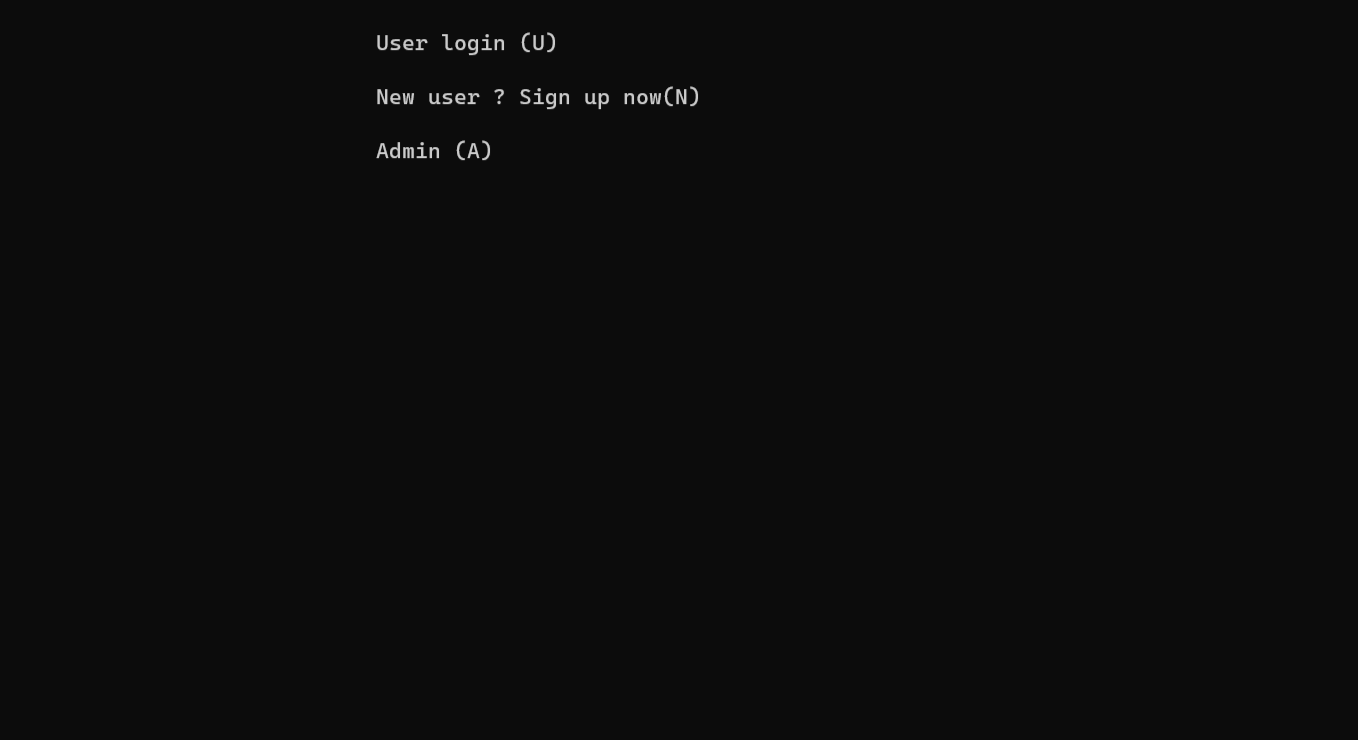 User login (U)
New user ? Sign up now(N)
Admin (A)